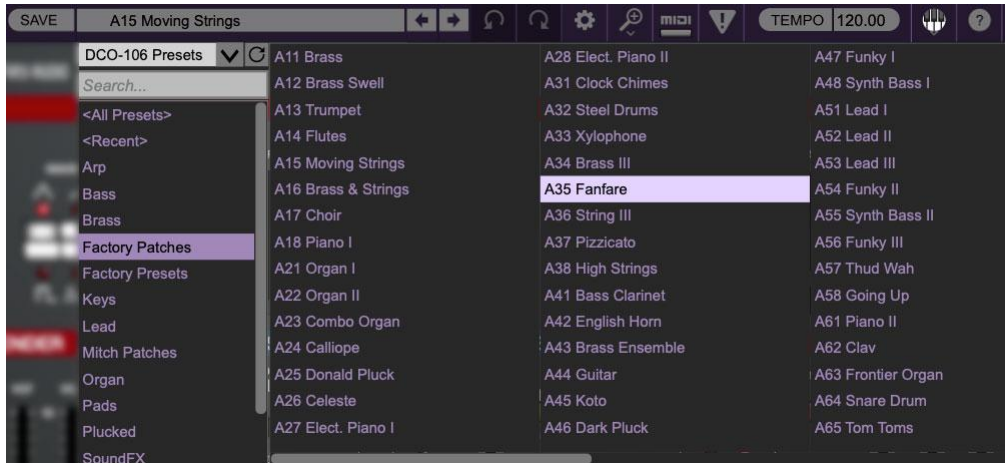 SAVE
A15 Moving Strings
MIDI
TEMPO 120.00
?
DCO-106 Presets
Search...
<All Presets>
<Recent>
Arp
Bass
Brass
Factory Patches
Factory Presets
Keys
Lead
Mitch Patches
Organ
Pads
Plucked
SoundFX
A11 Brass
A12 Brass Swell
A13 Trumpet
A14 Flutes
A15 Moving Strings
A16 Brass & Strings
A17 Choir
A18 Piano I
A21 Organ I
A22 Organ II
A23 Combo Organ
A24 Calliope
A25 Donald Pluck
A26 Celeste
A27 Elect. Piano I
A28 Elect. Piano II
A31 Clock Chimes
A32 Steel Drums
A33 Xylophone
A34 Brass III
A35 Fanfare
A36 String III
A37 Pizzicato
A38 High Strings
A41 Bass Clarinet
A42 English Horn
A43 Brass Ensemble
A44 Guitar
A45 Koto
A46 Dark Pluck
A47 Funky I
A48 Synth Bass I
A51 Lead I
A52 Lead II
A53 Lead III
A54 Funky II
A55 Synth Bass II
A56 Funky III
A57 Thud Wah
A58 Going Up
A61 Piano II
A62 Clav
A63 Frontier Organ
A64 Snare Drum
A65 Tom Toms